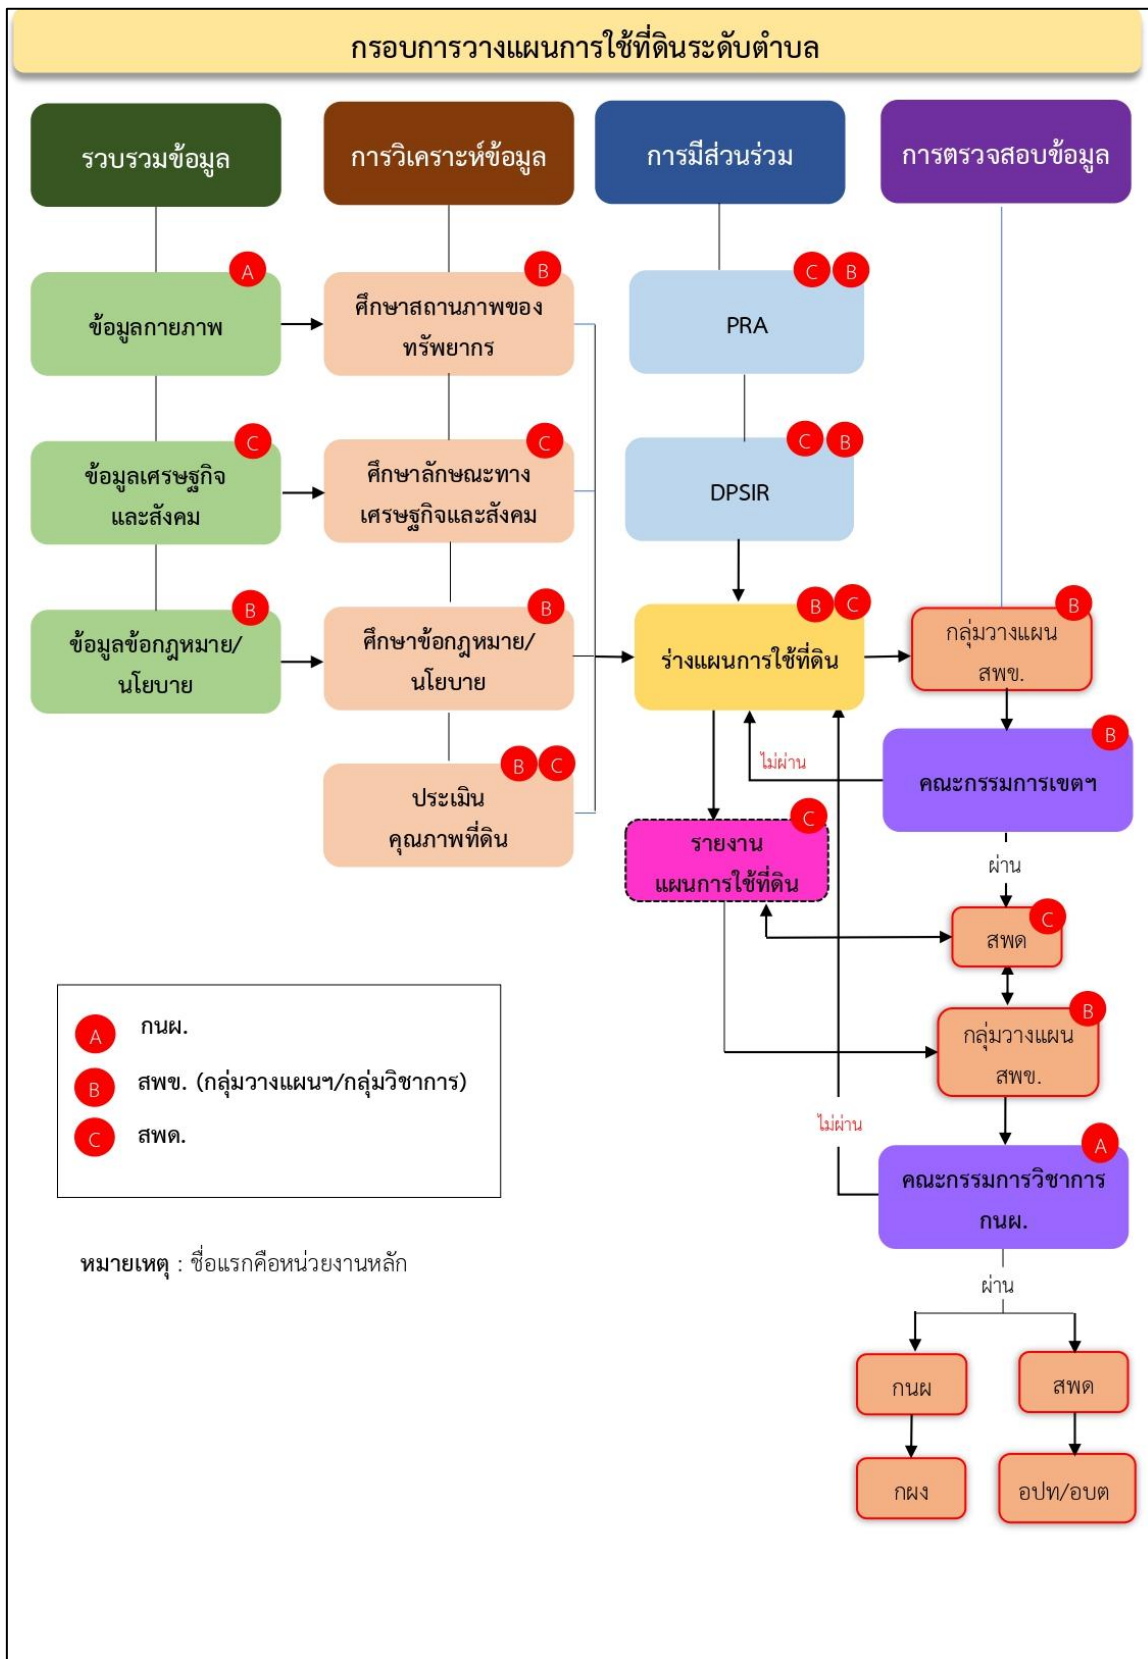 กรอบการวางแผนการใช้ที่ดินระดับตำบล
รวบรวมข้อมูล
การวิเคราะห์ข้อมูล
การมีส่วนร่วม
การตรวจสอบข้อมูล
A
ข้อมูลกายภาพ
B
ศึกษาสถานภาพของ
ทรัพยากร
C B
PRA
C
ข้อมูลเศรษฐกิจ
และสังคม
C
ศึกษาลักษณะทาง
เศรษฐกิจและสังคม
C B
DPSIR
B
ข้อมูลข้อกฎหมาย/
นโยบาย
B
ศึกษาข้อกฎหมาย/
นโยบาย
B C
ร่างแผนการใช้ที่ดิน
B
กลุ่มวางแผน
สพข.
B C
ประเมิน
คุณภาพที่ดิน
ไม่ผ่าน
B
คณะกรรมการเขตฯ
C
รายงาน
แผนการใช้ที่ดิน
ผ่าน
C
สพด
B
กลุ่มวางแผน
สพข.
A กนผ.
B สพข. (กลุ่มวางแผนฯ/กลุ่มวิชาการ)
C สพด.
ไม่ผ่าน
A
คณะกรรมการวิชาการ
กนผ.
หมายเหตุ : ชื่อแรกคือหน่วยงานหลัก
ผ่าน
กนผ
สพด
กผง
อปท/อบต